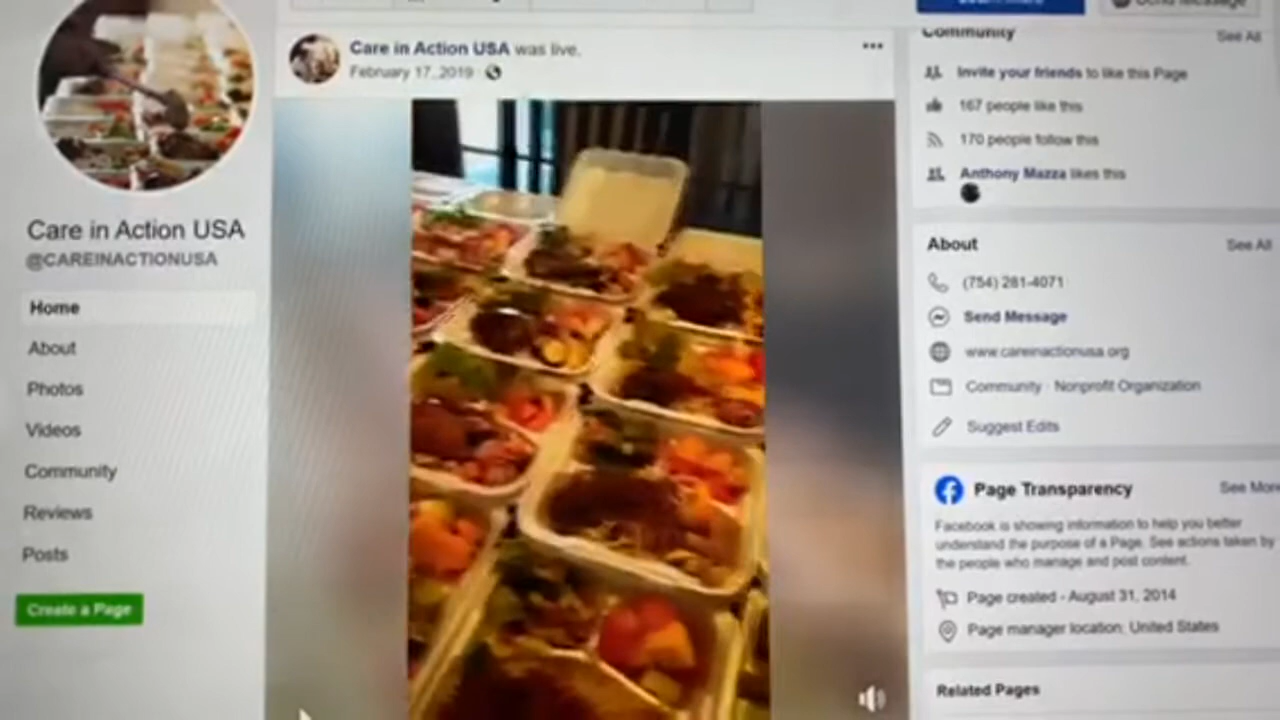 Send Message
Care in Action USA was live.
February 17, 2019
Care in Action USA
@CAREINACTIONUSA
Home
About
Photos
Videos
Community
Reviews
Posts
Create a Page
Community
See All
Invite your friends to like this Page
167 people like this
170 people follow this
Anthony Mazza likes this
About
See All
(754) 281-4071
Send Message
www.careinactionusa.org
Community · Nonprofit Organization
Suggest Edits
Page Transparency
See More
Facebook is showing information to help you better
understand the purpose of a Page. See actions taken by
the people who manage and post content.
Page created - August 31, 2014
Page manager location: United States
Related Pages